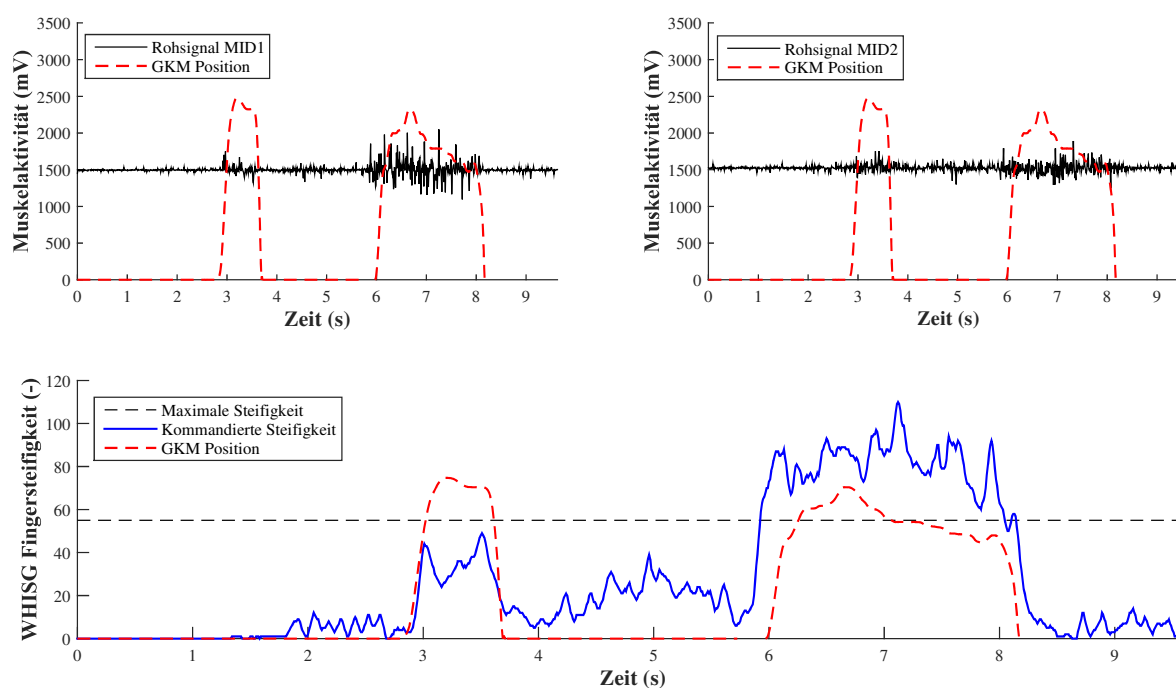 3500
3000
2500
2000
1500
1000
500
0
Muskelaktivität (mV)
Rohsignal MID1
GKM Position
0 1 2 3 4 5 6 7 8 9
Zeit (s)
3500
3000
2500
2000
1500
1000
500
0
Muskelaktivität (mV)
Rohsignal MID2
GKM Position
0 1 2 3 4 5 6 7 8 9
Zeit (s)
120
100
80
60
40
20
0
WHISG Fingersteifigkeit (-)
Maximale Steifigkeit
Kommandierte Steifigkeit
GKM Position
0 1 2 3 4 5 6 7 8 9
Zeit (s)